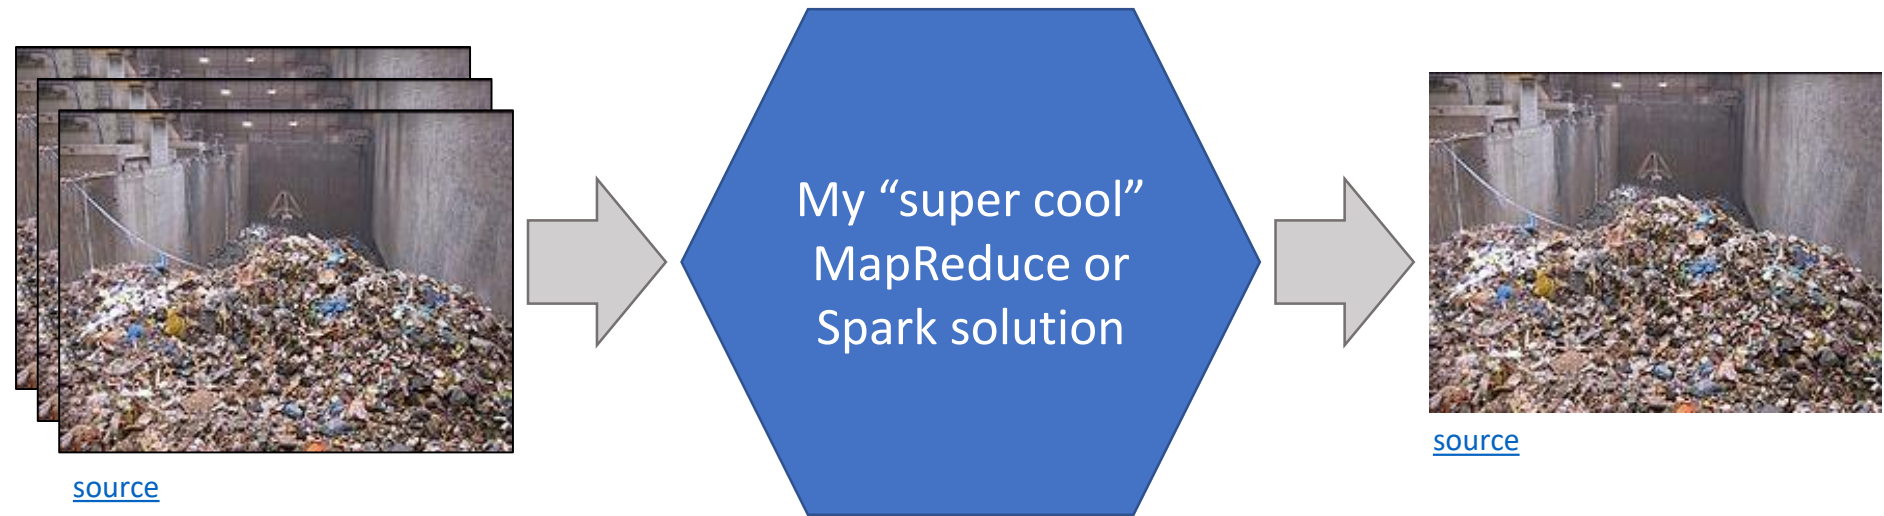 My “super cool”
MapReduce or
Spark solution
source
source